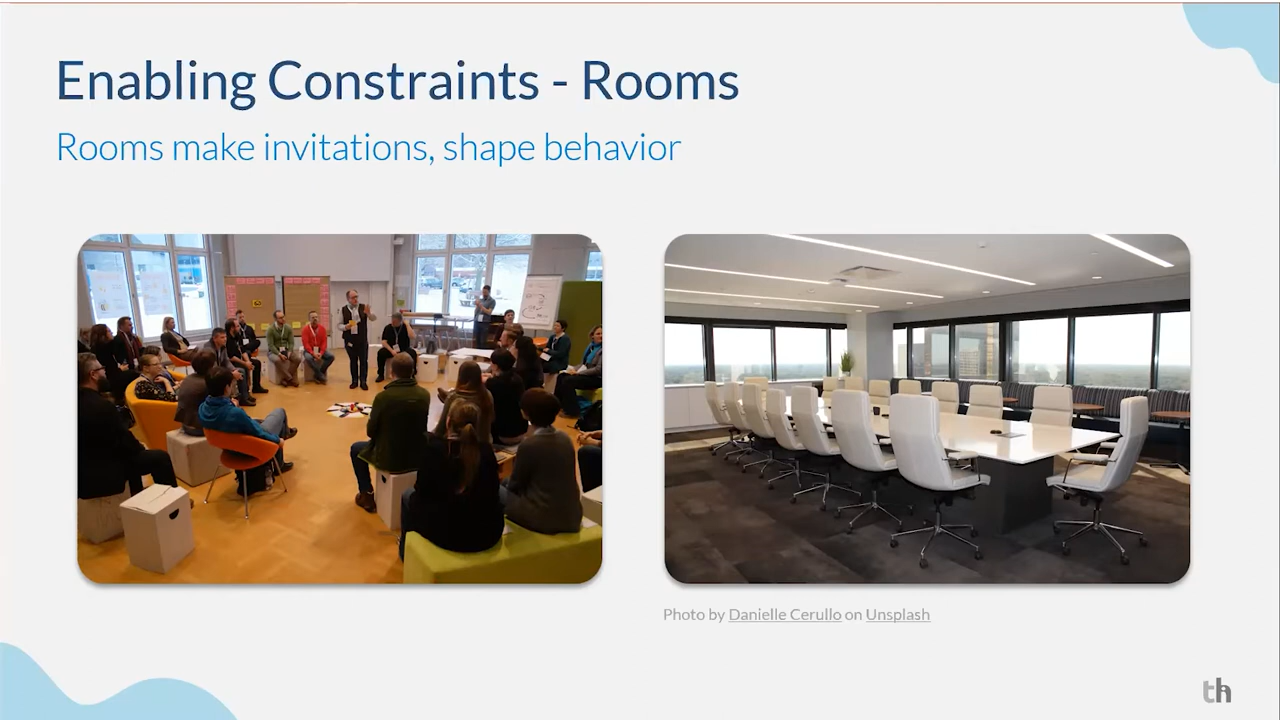 Enabling Constraints - Rooms
Rooms make invitations, shape behavior
Photo by Danielle Cerullo on Unsplash
th